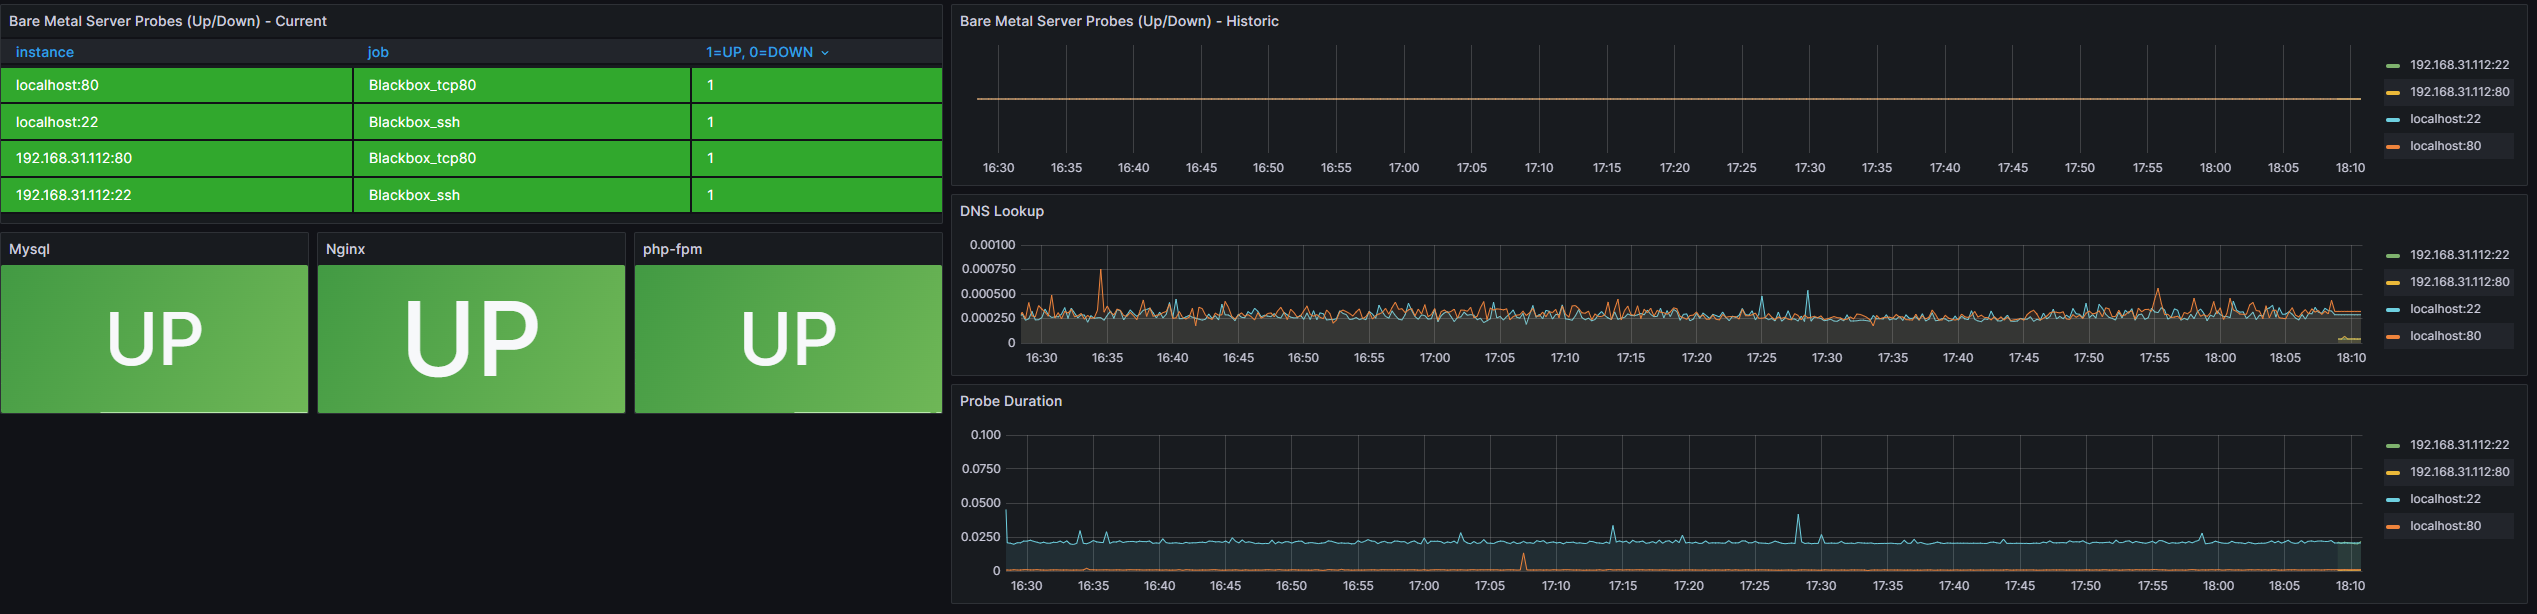 Bare Metal Server Probes (Up/Down) - Current
instance job 1=UP, 0=DOWN
localhost:80 Blackbox_tcp80 1
localhost:22 Blackbox_ssh 1
192.168.31.112:80 Blackbox_tcp80 1
192.168.31.112:22 Blackbox_ssh 1
Mysql
UP
Nginx
UP
php-fpm
UP
Bare Metal Server Probes (Up/Down) - Historic
16:30 16:35 16:40 16:45 16:50 16:55 17:00 17:05 17:10 17:15 17:20 17:25 17:30 17:35 17:40 17:45 17:50 17:55 18:00 18:05 18:10
192.168.31.112:22
192.168.31.112:80
localhost:22
localhost:80
DNS Lookup
0.00100
0.000750
0.000500
0.000250
0
16:30 16:35 16:40 16:45 16:50 16:55 17:00 17:05 17:10 17:15 17:20 17:25 17:30 17:35 17:40 17:45 17:50 17:55 18:00 18:05 18:10
192.168.31.112:22
192.168.31.112:80
localhost:22
localhost:80
Probe Duration
0.100
0.0750
0.0500
0.0250
0
16:30 16:35 16:40 16:45 16:50 16:55 17:00 17:05 17:10 17:15 17:20 17:25 17:30 17:35 17:40 17:45 17:50 17:55 18:00 18:05 18:10
192.168.31.112:22
192.168.31.112:80
localhost:22
localhost:80